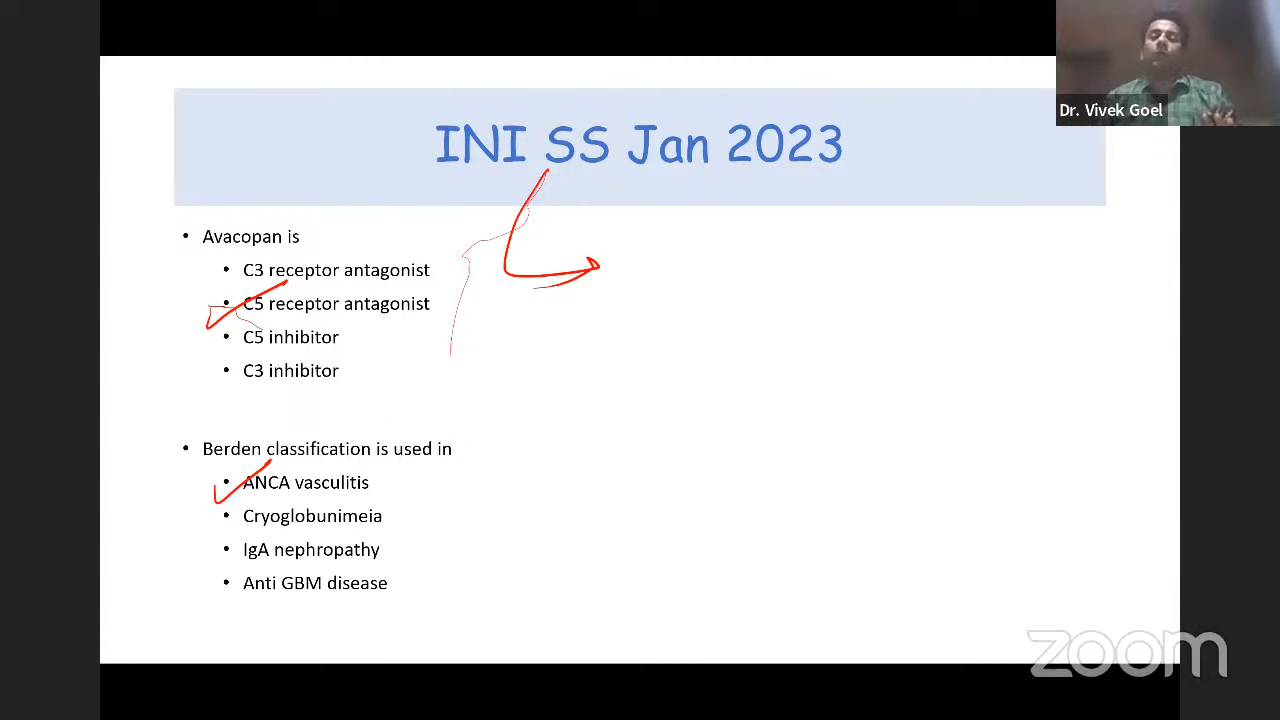 Dr. Vivek Goel
INI SS Jan 2023
• Avacopan is
• C3 receptor antagonist
• C5 receptor antagonist
• C5 inhibitor
• C3 inhibitor
• Berden classification is used in
• ANCA vasculitis
• Cryoglobunimeia
• IgA nephropathy
• Anti GBM disease
zoom